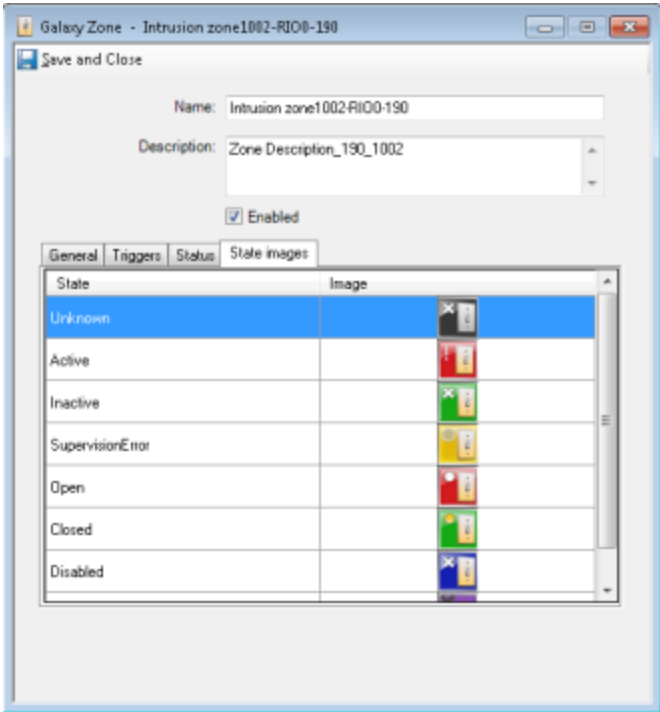 Galaxy Zone - Intrusion zone1002-RIO0-190
Save and Close
Name: Intrusion zone1002-RIO0-190
Description: Zone Description_190_1002
Enabled
General Triggers Status State images
State Image
Unknown
Active
Inactive
SupervisionError
Open
Closed
Disabled